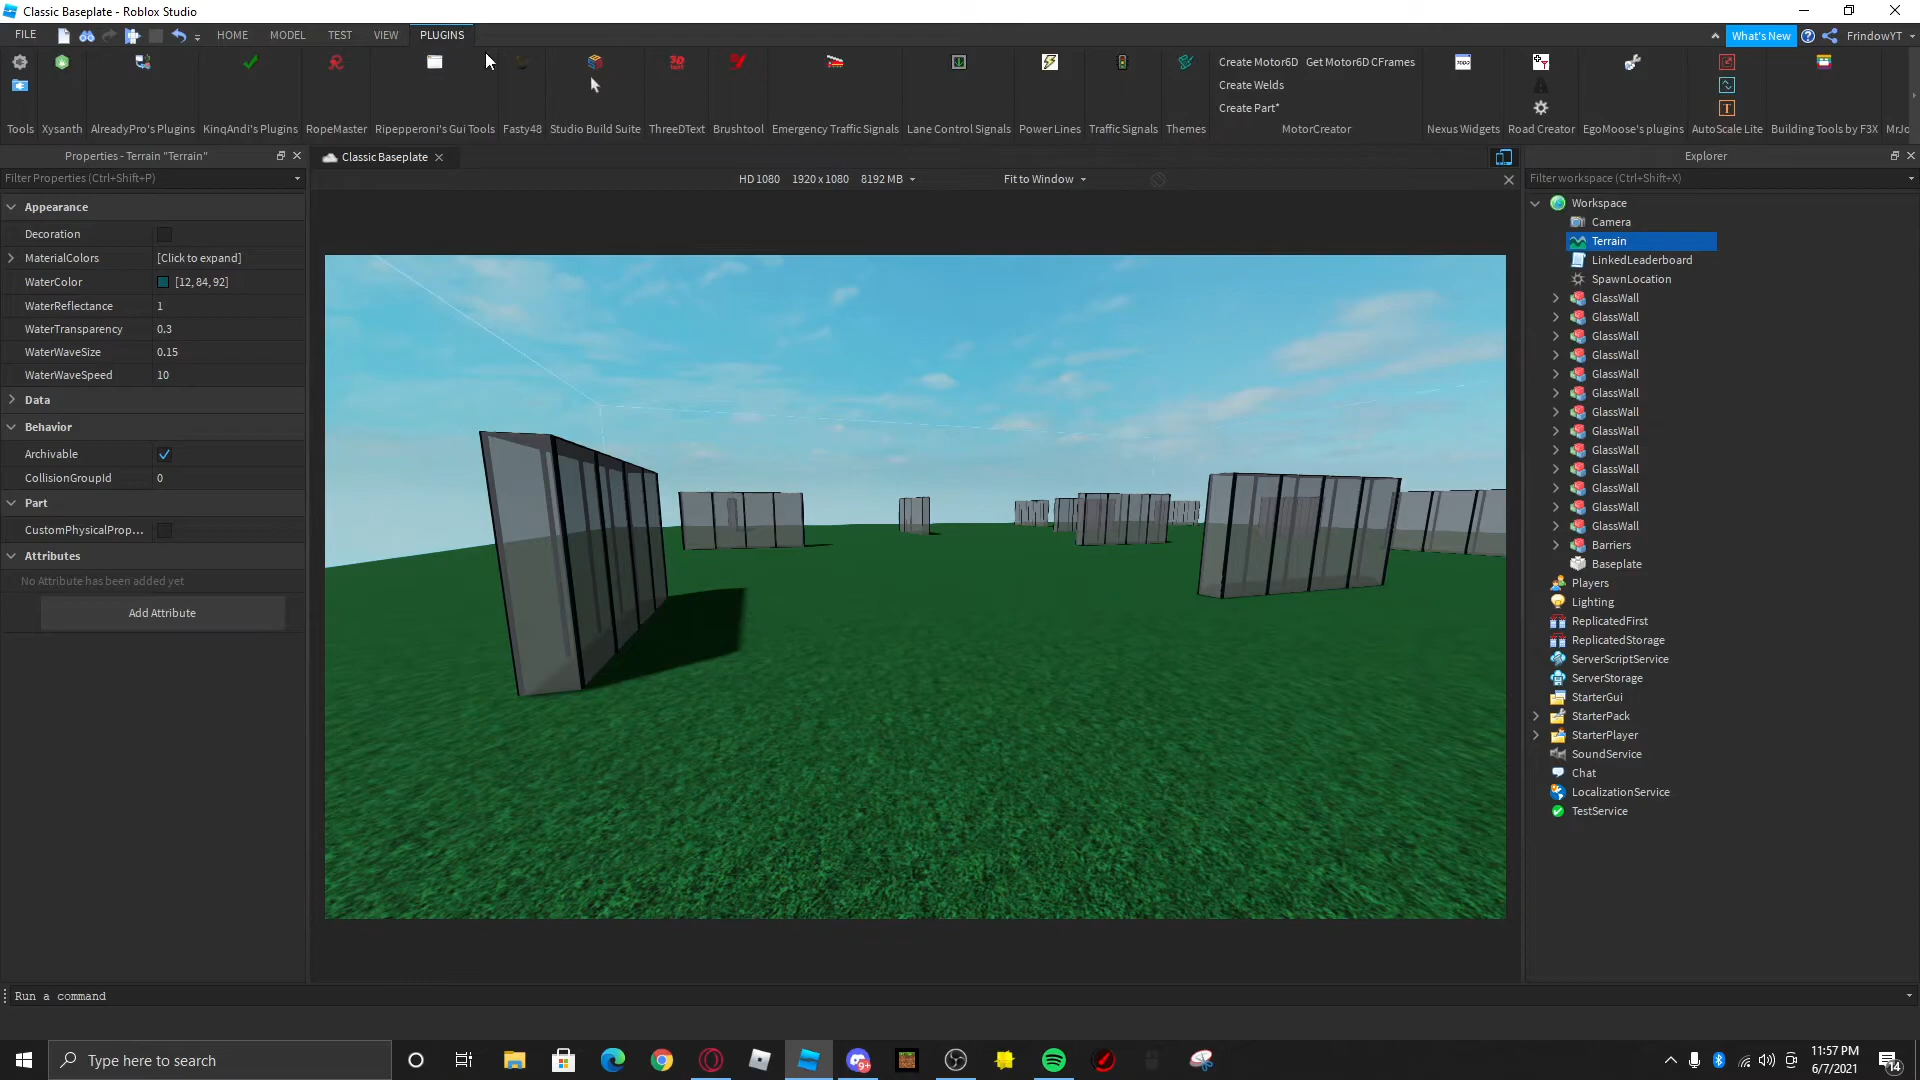 Classic Baseplate - Roblox Studio
FILE HOME MODEL TEST VIEW PLUGINS What's New FrindowYT
Create Motor6D Get Motor6D CFrames
Create Welds
Create Part*
Tools Xysanth AlreadyPro's Plugins KinqAndi's Plugins RopeMaster Ripepperoni's Gui Tools Fasty48 Studio Build Suite ThreeDText Brushtool Emergency Traffic Signals Lane Control Signals Power Lines Traffic Signals Themes MotorCreator Nexus Widgets Road Creator EgoMoose's plugins AutoScale Lite Building Tools by F3X MrJo
Properties - Terrain "Terrain"
Filter Properties (Ctrl+Shift+P)
Appearance
Decoration
MaterialColors [Click to expand]
WaterColor [12, 84, 92]
WaterReflectance 1
WaterTransparency 0.3
WaterWaveSize 0.15
WaterWaveSpeed 10
Data
Behavior
Archivable
CollisionGroupId 0
Part
CustomPhysicalProp...
Attributes
No Attribute has been added yet
Add Attribute
Classic Baseplate
HD 1080 1920 x 1080 8192 MB Fit to Window
Explorer
Filter workspace (Ctrl+Shift+X)
Workspace
Camera
Terrain
LinkedLeaderboard
SpawnLocation
GlassWall
GlassWall
GlassWall
GlassWall
GlassWall
GlassWall
GlassWall
GlassWall
GlassWall
GlassWall
GlassWall
GlassWall
GlassWall
Barriers
Baseplate
Players
Lighting
ReplicatedFirst
ReplicatedStorage
ServerScriptService
ServerStorage
StarterGui
StarterPack
StarterPlayer
SoundService
Chat
LocalizationService
TestService
Run a command
Type here to search
9+
11:57 PM
6/7/2021
14